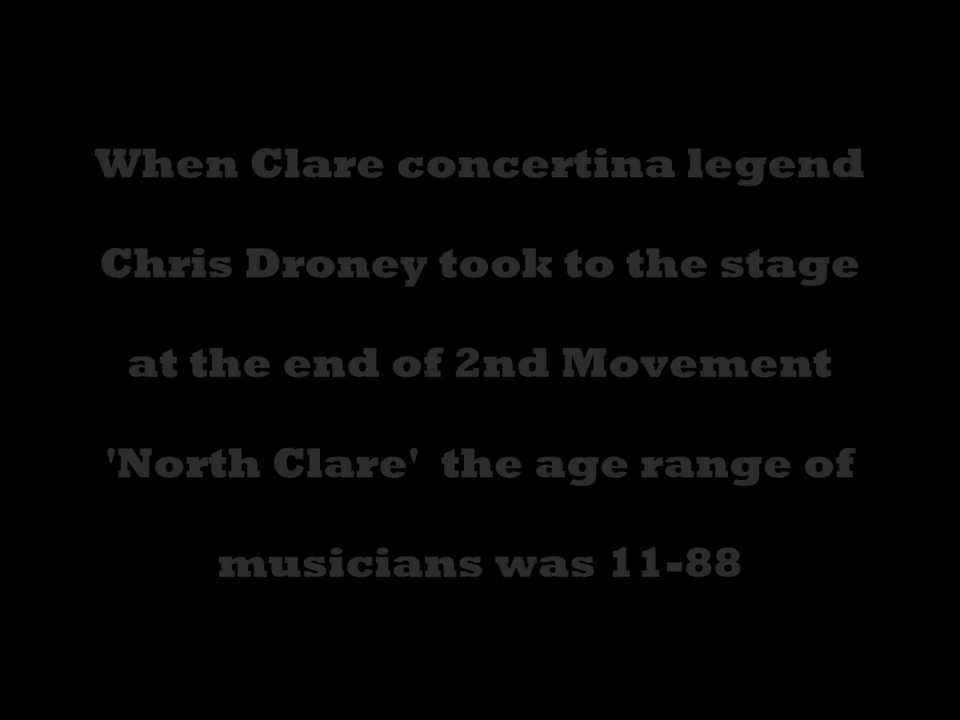 When Clare concertina legend
Chris Droney took to the stage
at the end of 2nd Movement
'North Clare'  the age range of
musicians was 11-88